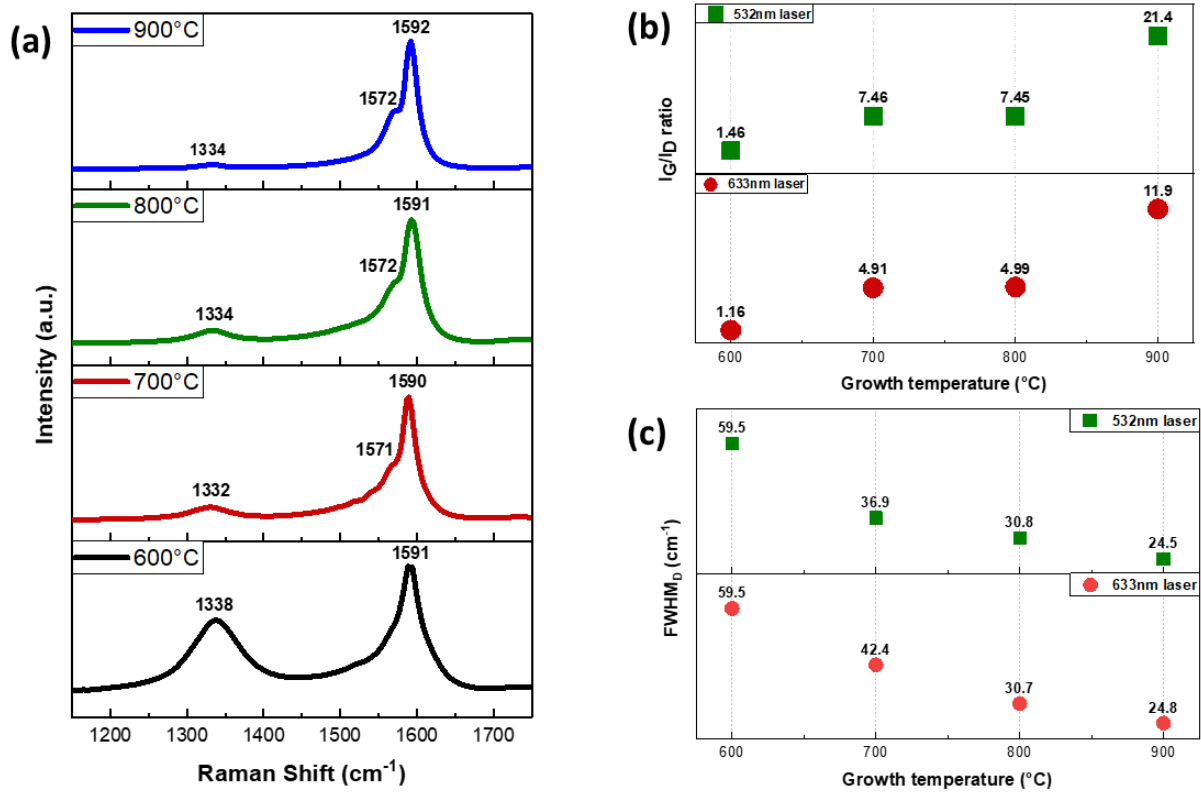 (a)
900°C
1592
1572
1334
800°C
1591
1572
1334
700°C
1590
1571
1332
600°C
1591
1338
Intensity (a.u.)
1200 1300 1400 1500 1600 1700
Raman Shift (cm-1)
(b)
532nm laser
21.4
7.46 7.45
1.46
633nm laser
11.9
4.91 4.99
1.16
IG/ID ratio
600 700 800 900
Growth temperature (°C)
(c)
532nm laser
59.5
36.9
30.8
24.5
633nm laser
59.5
42.4
30.7
24.8
FWHMD (cm-1)
600 700 800 900
Growth temperature (°C)